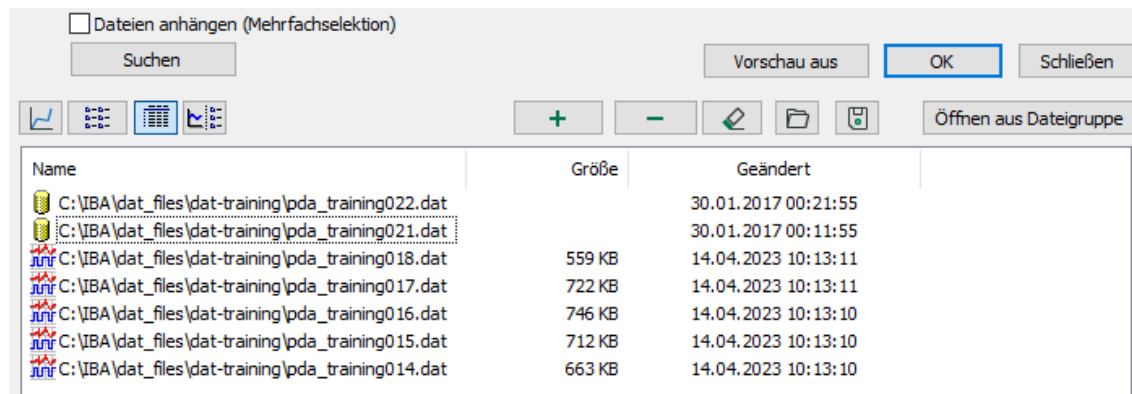 Dateien anhängen (Mehrfachselektion)
Suchen Vorschau aus OK Schließen
Öffnen aus Dateigruppe
Name Größe Geändert
C:\IBA\dat_files\dat-training\pda_training022.dat 30.01.2017 00:21:55
C:\IBA\dat_files\dat-training\pda_training021.dat 30.01.2017 00:11:55
C:\IBA\dat_files\dat-training\pda_training018.dat 559 KB 14.04.2023 10:13:11
C:\IBA\dat_files\dat-training\pda_training017.dat 722 KB 14.04.2023 10:13:11
C:\IBA\dat_files\dat-training\pda_training016.dat 746 KB 14.04.2023 10:13:10
C:\IBA\dat_files\dat-training\pda_training015.dat 712 KB 14.04.2023 10:13:10
C:\IBA\dat_files\dat-training\pda_training014.dat 663 KB 14.04.2023 10:13:10